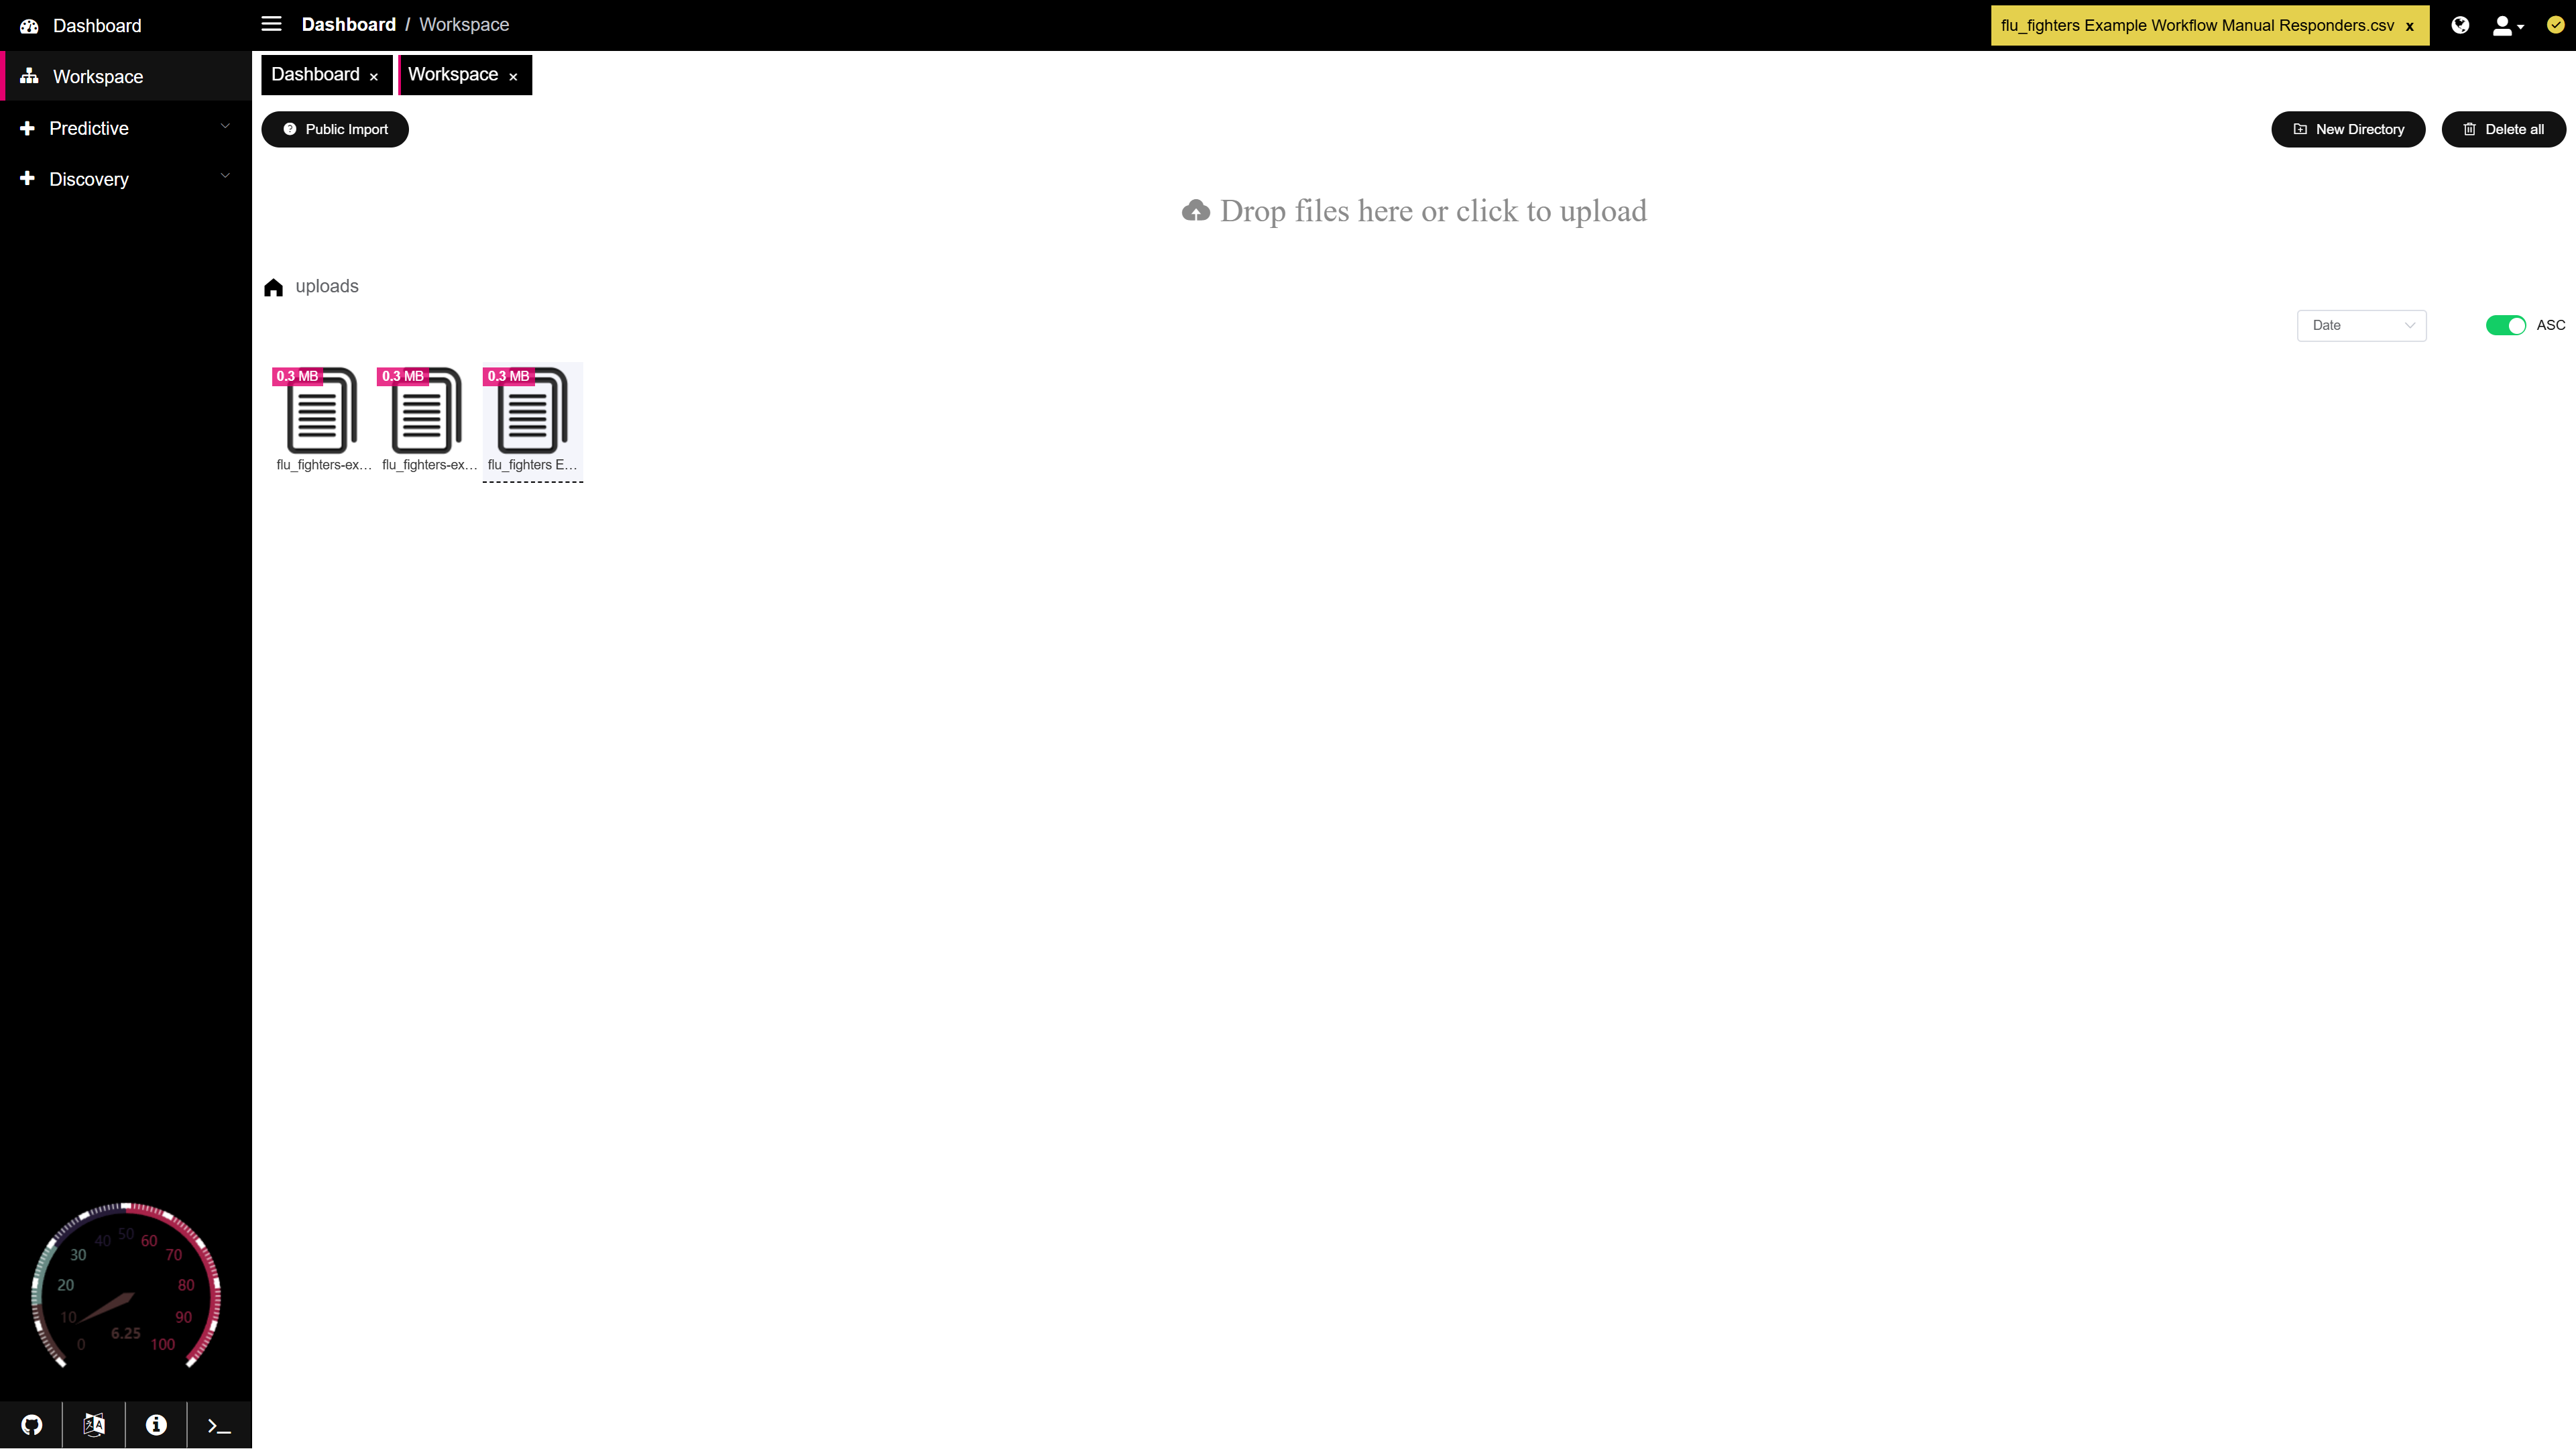 Dashboard
Workspace
Predictive
Discovery
Dashboard / Workspace
flu_fighters Example Workflow Manual Responders.csv x
Dashboard ×
Workspace ×
Public Import
New Directory
Delete all
Drop files here or click to upload
uploads
Date
ASC
0.3 MB
flu_fighters-ex...
0.3 MB
flu_fighters-ex...
0.3 MB
flu_fighters E...
0
10
20
30
40
50
60
70
80
90
100
6.25